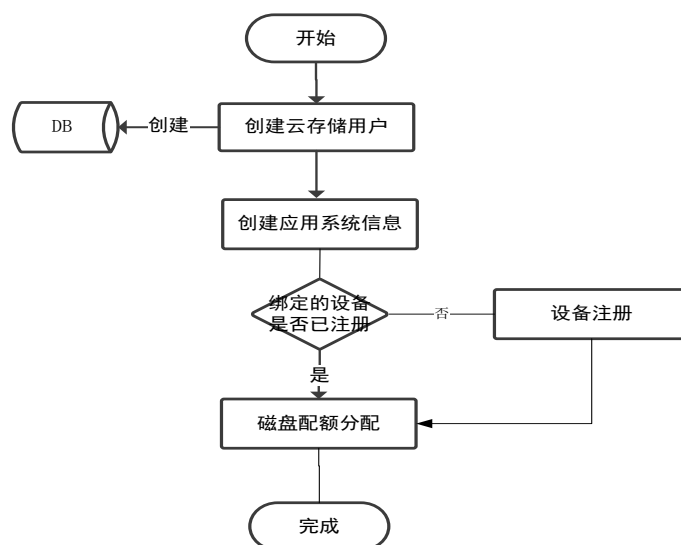 开始
DB
创建
创建云存储用户
创建应用系统信息
绑定的设备
是否已注册
否
设备注册
是
磁盘配额分配
完成